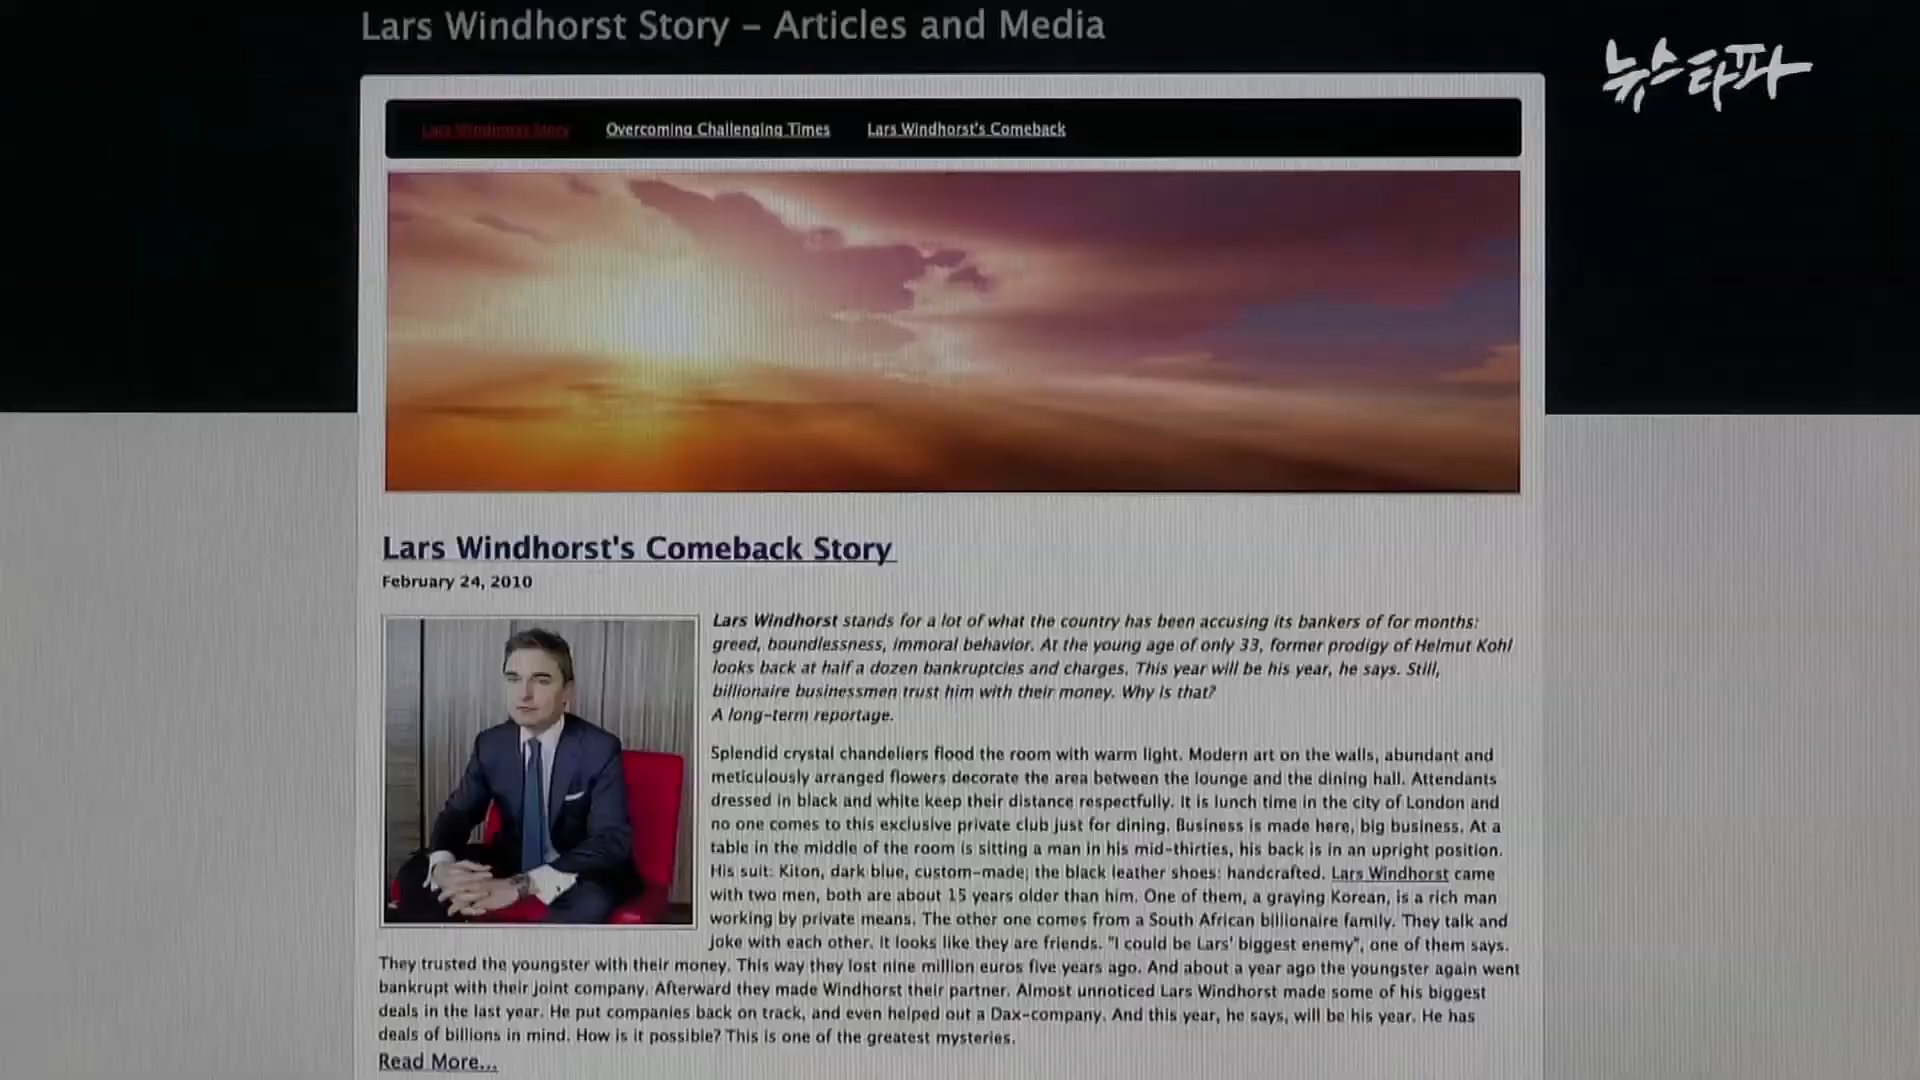 Lars Windhorst Story – Articles and Media
뉴스타파
Lars Windhorst Story Overcoming Challenging Times Lars Windhorst's Comeback
Lars Windhorst's Comeback Story
February 24, 2010
Lars Windhorst stands for a lot of what the country has been accusing its bankers of for months:
greed, boundlessness, immoral behavior. At the young age of only 33, former prodigy of Helmut Kohl
looks back at half a dozen bankruptcies and charges. This year will be his year, he says. Still,
billionaire businessmen trust him with their money. Why is that?
A long-term reportage.
Splendid crystal chandeliers flood the room with warm light. Modern art on the walls, abundant and
meticulously arranged flowers decorate the area between the lounge and the dining hall. Attendants
dressed in black and white keep their distance respectfully. It is lunch time in the city of London and
no one comes to this exclusive private club just for dining. Business is made here, big business. At a
table in the middle of the room is sitting a man in his mid-thirties, his back is in an upright position.
His suit: Kiton, dark blue, custom-made; the black leather shoes: handcrafted. Lars Windhorst came
with two men, both are about 15 years older than him. One of them, a graying Korean, is a rich man
working by private means. The other one comes from a South African billionaire family. They talk and
joke with each other. It looks like they are friends. "I could be Lars' biggest enemy", one of them says.
They trusted the youngster with their money. This way they lost nine million euros five years ago. And about a year ago the youngster again went
bankrupt with their joint company. Afterward they made Windhorst their partner. Almost unnoticed Lars Windhorst made some of his biggest
deals in the last year. He put companies back on track, and even helped out a Dax-company. And this year, he says, will be his year. He has
deals of billions in mind. How is it possible? This is one of the greatest mysteries.
Read More...